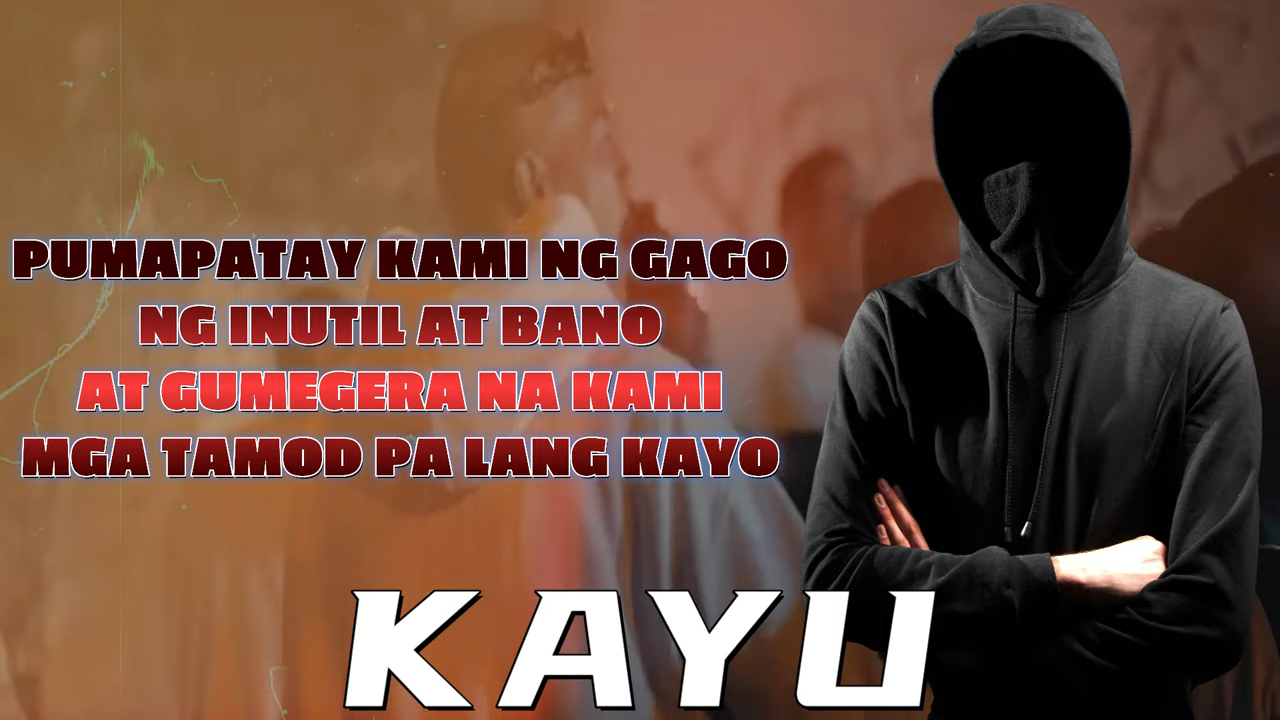 PUMAPATAY KAMI NG GAGO
NG INUTIL AT BANO
AT GUMEGERA NA KAMI
MGA TAMOD PA LANG KAYO
KAYU